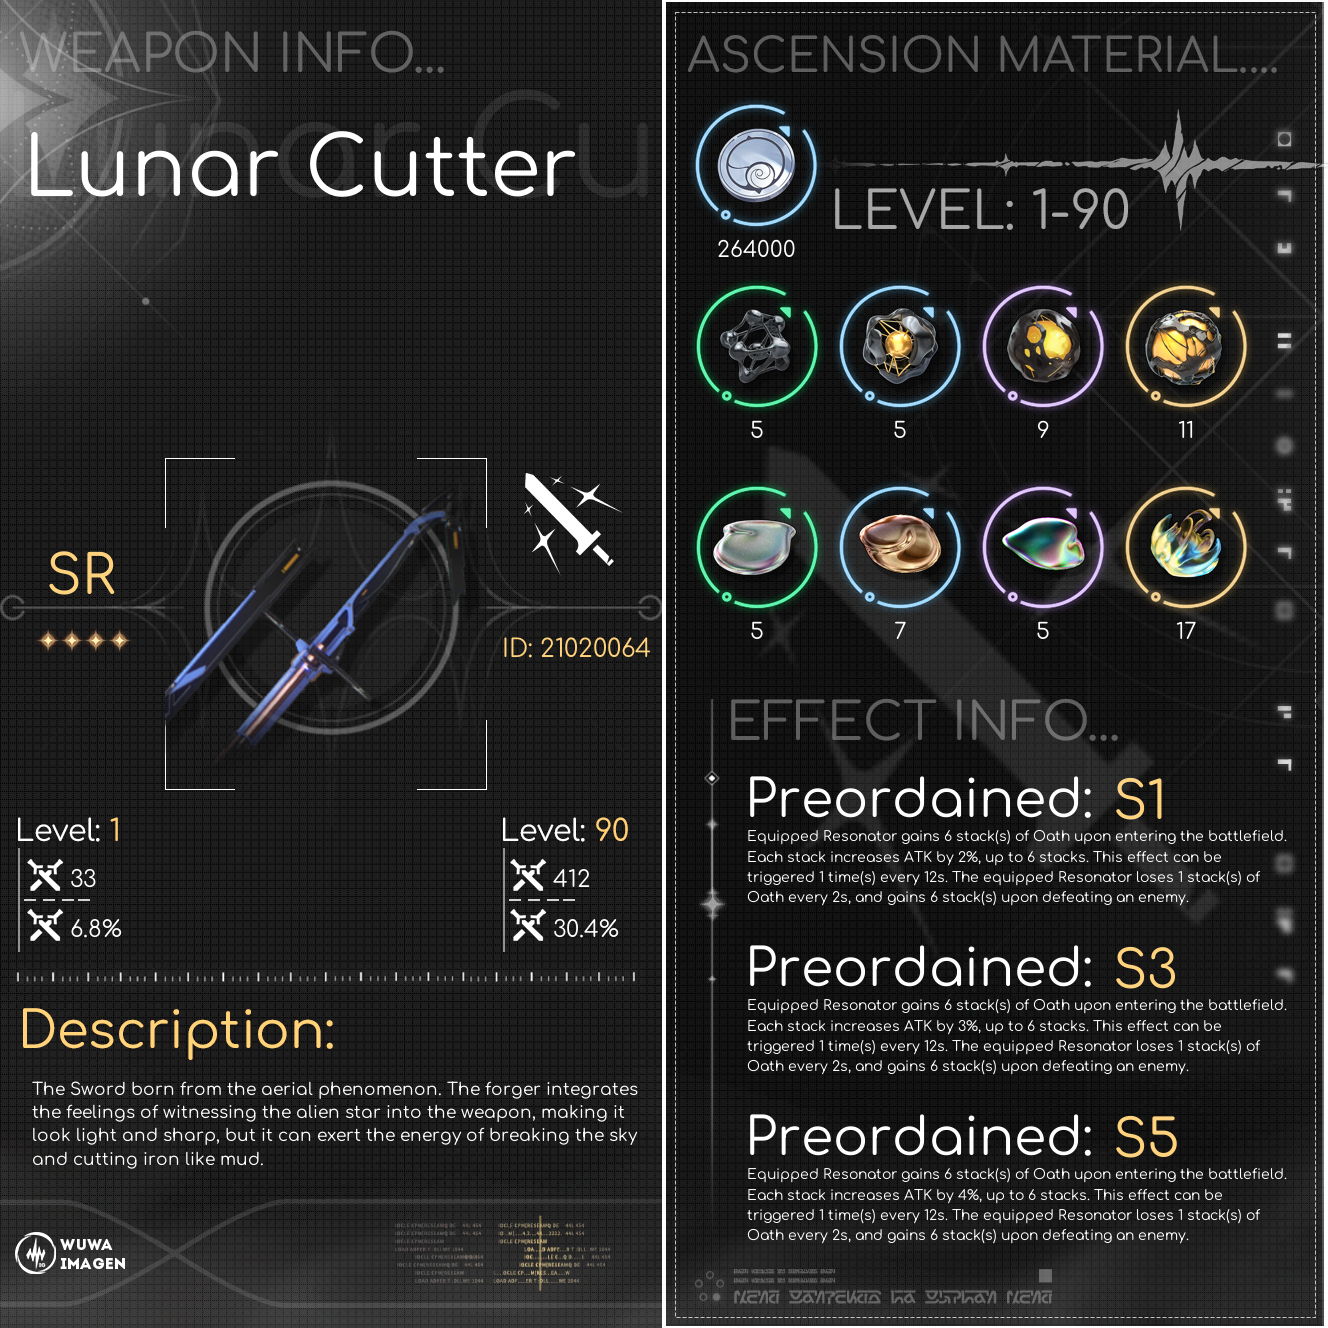 WEAPON INFO...
Lunar Cutter
SR
ID: 21020064
Level: 1
33
6.8%
Level: 90
412
30.4%
Description:
The Sword born from the aerial phenomenon. The forger integrates
the feelings of witnessing the alien star into the weapon, making it
look light and sharp, but it can exert the energy of breaking the sky
and cutting iron like mud.
WUWA
IMAGEN
ASCENSION MATERIAL....
264000
LEVEL: 1-90
5
5
9
11
5
7
5
17
EFFECT INFO...
Preordained: S1
Equipped Resonator gains 6 stack(s) of Oath upon entering the battlefield.
Each stack increases ATK by 2%, up to 6 stacks. This effect can be
triggered 1 time(s) every 12s. The equipped Resonator loses 1 stack(s) of
Oath every 2s, and gains 6 stack(s) upon defeating an enemy.
Preordained: S3
Equipped Resonator gains 6 stack(s) of Oath upon entering the battlefield.
Each stack increases ATK by 3%, up to 6 stacks. This effect can be
triggered 1 time(s) every 12s. The equipped Resonator loses 1 stack(s) of
Oath every 2s, and gains 6 stack(s) upon defeating an enemy.
Preordained: S5
Equipped Resonator gains 6 stack(s) of Oath upon entering the battlefield.
Each stack increases ATK by 4%, up to 6 stacks. This effect can be
triggered 1 time(s) every 12s. The equipped Resonator loses 1 stack(s) of
Oath every 2s, and gains 6 stack(s) upon defeating an enemy.